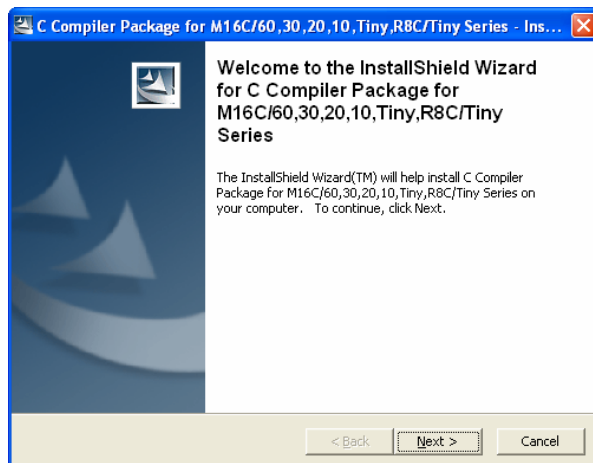 C Compiler Package for M16C/60,30,20,10,Tiny,R8C/Tiny Series - Ins...
Welcome to the InstallShield Wizard
for C Compiler Package for
M16C/60,30,20,10,Tiny,R8C/Tiny
Series
The InstallShield Wizard(TM) will help install C Compiler
Package for M16C/60,30,20,10,Tiny,R8C/Tiny Series on
your computer.   To continue, click Next.
< Back
Next >
Cancel